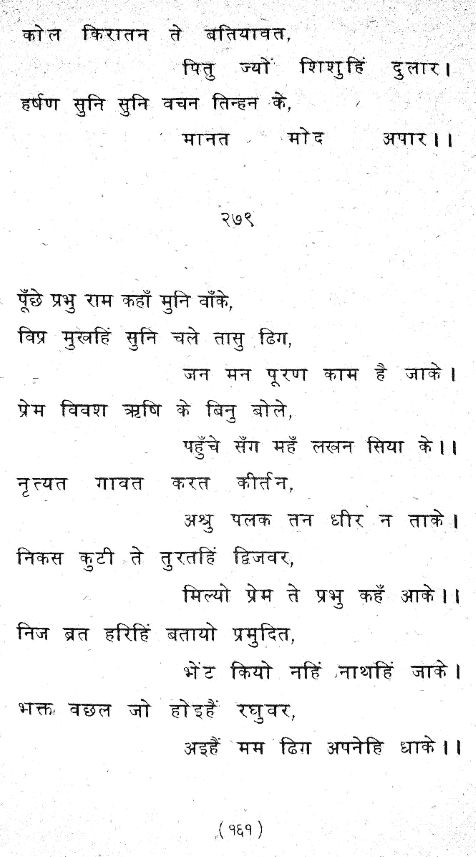 कोल किरातन ते बतियावत,
पितु ज्यों शिशुहिं दुलार।
हर्षण सुनि सुनि वचन तिन्हन के,
मानत मोद अपार।।
२७९
पूँछे प्रभु राम कहाँ मुनि वाँके,
विप्र मुखहिं सुनि चले तासु ढिग,
जन मन पूरण काम है जाके।
प्रेम विवश ऋषि के बिनु बोले,
पहुँचे सँग महँ लखन सिया के।।
नृत्यत गावत करत कीर्तन,
अश्रु पलक तन धीर न ताके।
निकस कुटी ते तुरतहिं द्विजवर,
मिल्यो प्रेम ते प्रभु कहँ आके।।
निज ब्रत हरिहिं बतायो प्रमुदित,
भेंट कियो नहिं नाथहिं जाके।
भक्त वछल जो होइहैं रघुवर,
अइहैं मम ढिग अपनेहि धाके।।
(१६१)